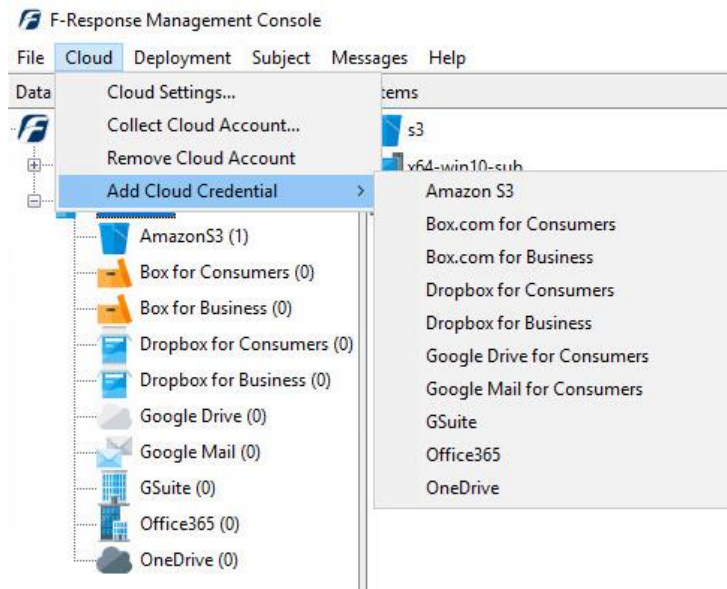 F-Response Management Console
File Cloud Deployment Subject Messages Help
Data
Cloud Settings...
Collect Cloud Account...
Remove Cloud Account
Add Cloud Credential
tems
s3
x64-win10-sub
Amazon S3
Box.com for Consumers
Box.com for Business
Dropbox for Consumers
Dropbox for Business
Google Drive for Consumers
Google Mail for Consumers
GSuite
Office365
OneDrive
AmazonS3 (1)
Box for Consumers (0)
Box for Business (0)
Dropbox for Consumers (0)
Dropbox for Business (0)
Google Drive (0)
Google Mail (0)
GSuite (0)
Office365 (0)
OneDrive (0)